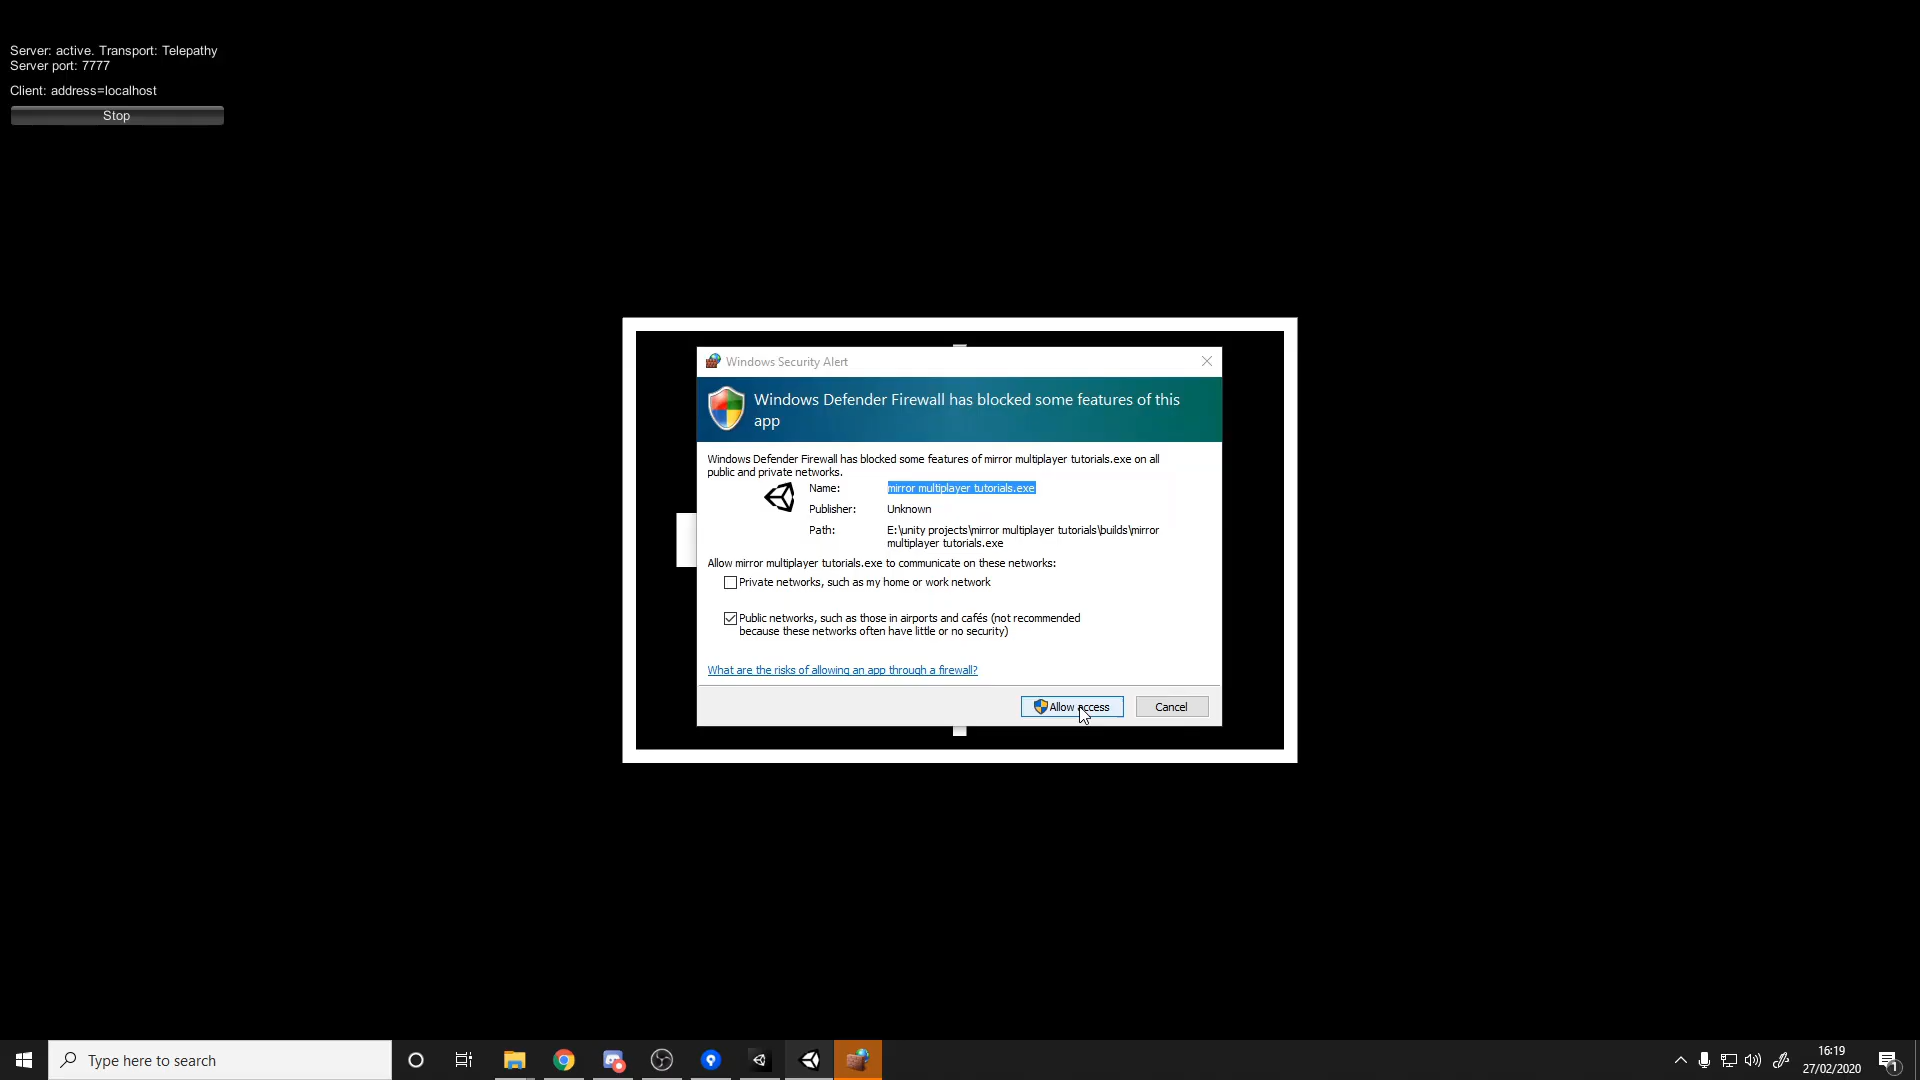 Server: active. Transport: Telepathy
Server port: 7777
Client: address=localhost
Stop
Windows Security Alert
Windows Defender Firewall has blocked some features of this
app
Windows Defender Firewall has blocked some features of mirror multiplayer tutorials.exe on all
public and private networks.
Name: mirror multiplayer tutorials.exe
Publisher: Unknown
Path: E:\unity projects\mirror multiplayer tutorials\builds\mirror
multiplayer tutorials.exe
Allow mirror multiplayer tutorials.exe to communicate on these networks:
Private networks, such as my home or work network
Public networks, such as those in airports and cafés (not recommended
because these networks often have little or no security)
What are the risks of allowing an app through a firewall?
Allow access
Cancel
Type here to search
16:19
27/02/2020
1